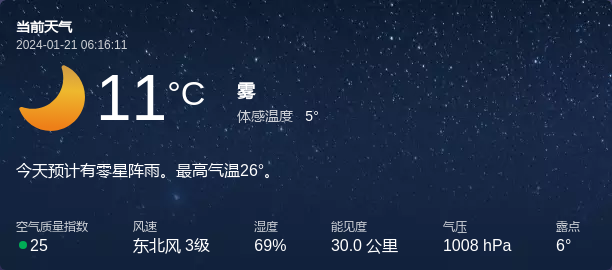 当前天气
2024-01-21 06:16:11
11°C
雾
体感温度 5°
今天预计有零星阵雨。最高气温26°。
空气质量指数 风速 湿度 能见度 气压 露点
25 东北风 3级 69% 30.0 公里 1008 hPa 6°